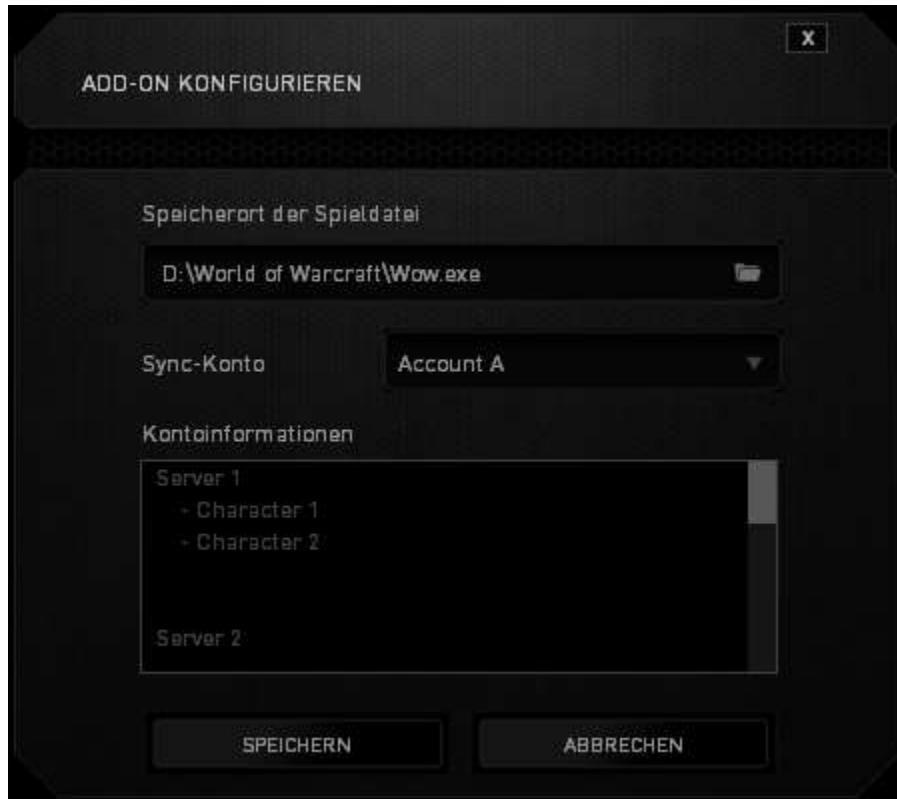 X
ADD-ON KONFIGURIEREN
Speicherort der Spieldatei
D:\World of Warcraft\Wow.exe
Sync-Konto
Account A
Kontoinformationen
Server 1
- Character 1
- Character 2
Server 2
SPEICHERN
ABBRECHEN